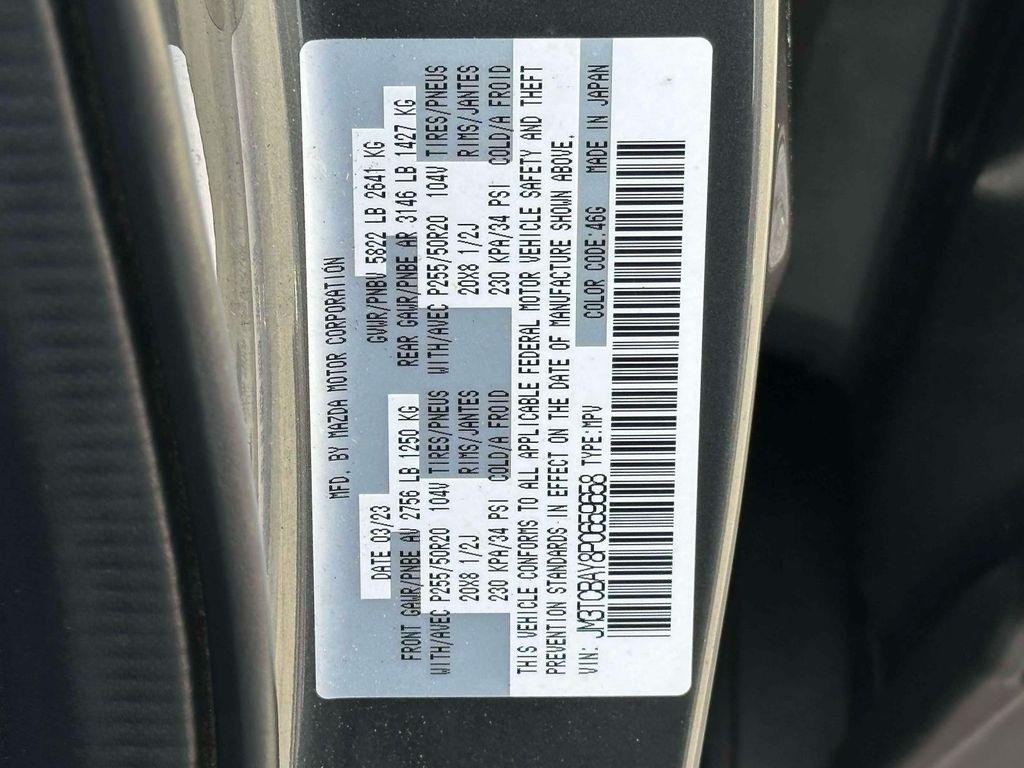 MFD. BY MAZDA MOTOR CORPORATION
DATE 03/23 GVWR/PNBV 5822 LB 2641 KG
FRONT GAWR/PNBE AV 2756 LB 1250 KG REAR GAWR/PNBE AR 3146 LB 1427 KG
WITH/AVEC P255/50R20 104V TIRES/PNEUS WITH/AVEC P255/50R20 104V TIRES/PNEUS
20X8 1/2J RIMS/JANTES 20X8 1/2J RIMS/JANTES
230 KPA/34 PSI COLD/A FROID 230 KPA/34 PSI COLD/A FROID
THIS VEHICLE CONFORMS TO ALL APPLICABLE FEDERAL MOTOR VEHICLE SAFETY AND THEFT
PREVENTION STANDARDS IN EFFECT ON THE DATE OF MANUFACTURE SHOWN ABOVE.
VIN: JM3TCBAY8P0659658 TYPE:MPV COLOR CODE:46G MADE IN JAPAN